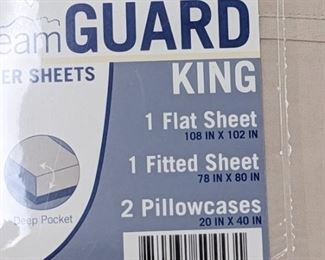 eamGUARD
ER SHEETS
KING
1 Flat Sheet
108 IN X 102 IN
1 Fitted Sheet
78 IN X 80 IN
2 Pillowcases
20 IN X 40 IN
Deep Pocket